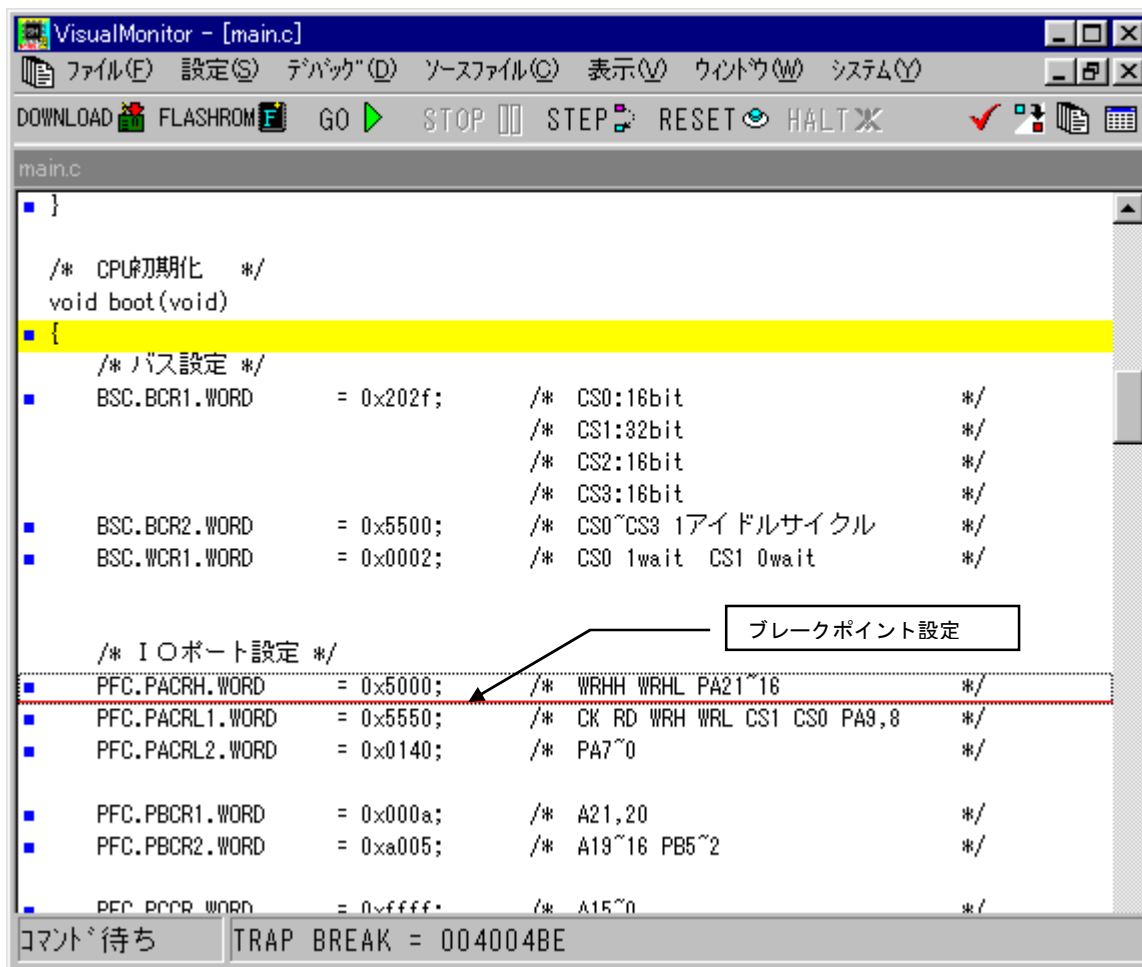 VisualMonitor - [main.c]
ファイル(F) 設定(S) デバッグ(D) ソースファイル(C) 表示(V) ウィンドウ(W) システム(Y)
DOWNLOAD FLASHROM GO STOP STEP RESET HALT
main.c
}
/* CPU初期化 */
void boot(void)
{
/* バス設定 */
BSC.BCR1.WORD = 0x202f; /* CS0:16bit */
/* CS1:32bit */
/* CS2:16bit */
/* CS3:16bit */
BSC.BCR2.WORD = 0x5500; /* CS0~CS3 1アイドルサイクル */
BSC.WCR1.WORD = 0x0002; /* CS0 1wait CS1 0wait */
ブレークポイント設定
/* IOポート設定 */
PFC.PACRH.WORD = 0x5000; /* WRHH WRHL PA21~16 */
PFC.PACRL1.WORD = 0x5550; /* CK RD WRH WRL CS1 CS0 PA9,8 */
PFC.PACRL2.WORD = 0x0140; /* PA7~0 */
PFC.PBCR1.WORD = 0x000a; /* A21,20 */
PFC.PBCR2.WORD = 0xa005; /* A19~16 PB5~2 */
PFC.PCCR.WORD = 0xffff; /* A15~0 */
コマンド待ち TRAP BREAK = 004004BE